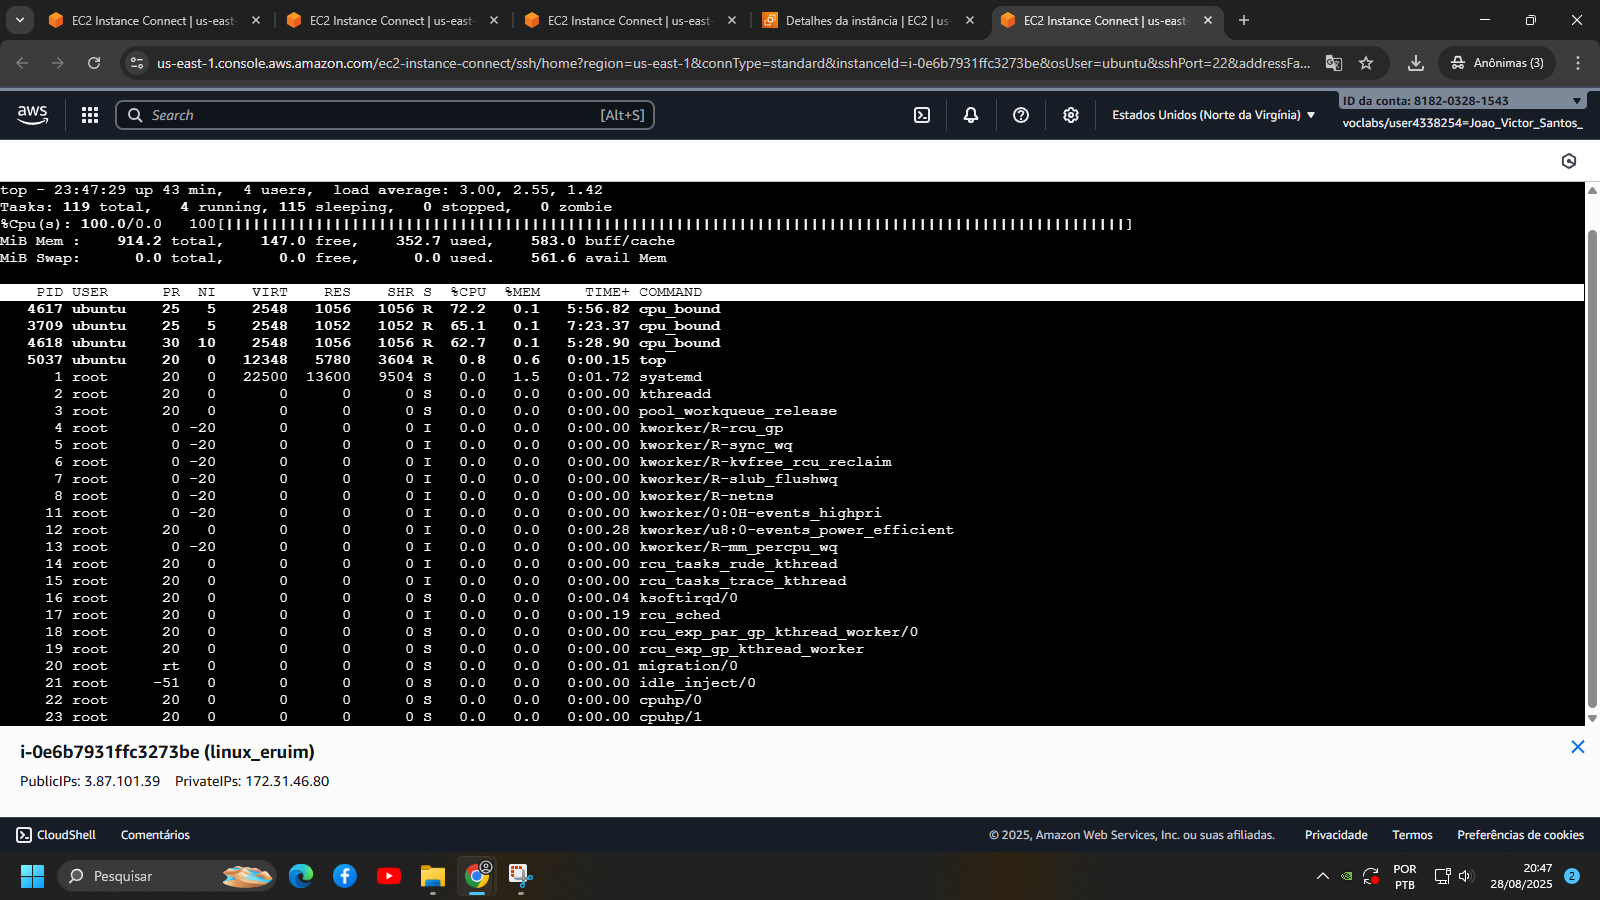 EC2 Instance Connect | us-east-
EC2 Instance Connect | us-east-
EC2 Instance Connect | us-east-
Detalhes da instância | EC2 | us-
EC2 Instance Connect | us-east-
us-east-1.console.aws.amazon.com/ec2-instance-connect/ssh/home?region=us-east-1&connType=standard&instanceId=i-0e6b7931ffc3273be&osUser=ubuntu&sshPort=22&addressFa...
Anônimas (3)
aws
Search
[Alt+S]
Estados Unidos (Norte da Virgínia)
ID da conta: 8182-0328-1543
voclabs/user4338254=Joao_Victor_Santos_
top - 23:47:29 up 43 min,  4 users,  load average: 3.00, 2.55, 1.42
Tasks: 119 total,   4 running, 115 sleeping,   0 stopped,   0 zombie
%Cpu(s): 100.0/0.0   100[||||||||||||||||||||||||||||||||||||||||||||||||||||||||||||||||||||||||||||||||||||||||||||||||||||]
MiB Mem :    914.2 total,    147.0 free,    352.7 used,    583.0 buff/cache
MiB Swap:      0.0 total,      0.0 free,      0.0 used.    561.6 avail Mem
PID USER      PR  NI    VIRT    RES    SHR S  %CPU  %MEM     TIME+ COMMAND
4617 ubuntu    25   5    2548   1056   1056 R  72.2   0.1   5:56.82 cpu_bound
3709 ubuntu    25   5    2548   1052   1052 R  65.1   0.1   7:23.37 cpu_bound
4618 ubuntu    30  10    2548   1056   1056 R  62.7   0.1   5:28.90 cpu_bound
5037 ubuntu    20   0   12348   5780   3604 R   0.8   0.6   0:00.15 top
1 root      20   0   22500  13600   9504 S   0.0   1.5   0:01.72 systemd
2 root      20   0       0      0      0 S   0.0   0.0   0:00.00 kthreadd
3 root      20   0       0      0      0 S   0.0   0.0   0:00.00 pool_workqueue_release
4 root       0 -20       0      0      0 I   0.0   0.0   0:00.00 kworker/R-rcu_gp
5 root       0 -20       0      0      0 I   0.0   0.0   0:00.00 kworker/R-sync_wq
6 root       0 -20       0      0      0 I   0.0   0.0   0:00.00 kworker/R-kvfree_rcu_reclaim
7 root       0 -20       0      0      0 I   0.0   0.0   0:00.00 kworker/R-slub_flushwq
8 root       0 -20       0      0      0 I   0.0   0.0   0:00.00 kworker/R-netns
11 root       0 -20       0      0      0 I   0.0   0.0   0:00.00 kworker/0:0H-events_highpri
12 root      20   0       0      0      0 I   0.0   0.0   0:00.28 kworker/u8:0-events_power_efficient
13 root       0 -20       0      0      0 I   0.0   0.0   0:00.00 kworker/R-mm_percpu_wq
14 root      20   0       0      0      0 I   0.0   0.0   0:00.00 rcu_tasks_rude_kthread
15 root      20   0       0      0      0 I   0.0   0.0   0:00.00 rcu_tasks_trace_kthread
16 root      20   0       0      0      0 S   0.0   0.0   0:00.04 ksoftirqd/0
17 root      20   0       0      0      0 I   0.0   0.0   0:00.19 rcu_sched
18 root      20   0       0      0      0 S   0.0   0.0   0:00.00 rcu_exp_par_gp_kthread_worker/0
19 root      20   0       0      0      0 S   0.0   0.0   0:00.00 rcu_exp_gp_kthread_worker
20 root      rt   0       0      0      0 S   0.0   0.0   0:00.01 migration/0
21 root     -51   0       0      0      0 S   0.0   0.0   0:00.00 idle_inject/0
22 root      20   0       0      0      0 S   0.0   0.0   0:00.00 cpuhp/0
23 root      20   0       0      0      0 S   0.0   0.0   0:00.00 cpuhp/1
i-0e6b7931ffc3273be (linux_eruim)
PublicIPs: 3.87.101.39    PrivateIPs: 172.31.46.80
CloudShell
Comentários
© 2025, Amazon Web Services, Inc. ou suas afiliadas.
Privacidade
Termos
Preferências de cookies
Pesquisar
POR
PTB
20:47
28/08/2025
2